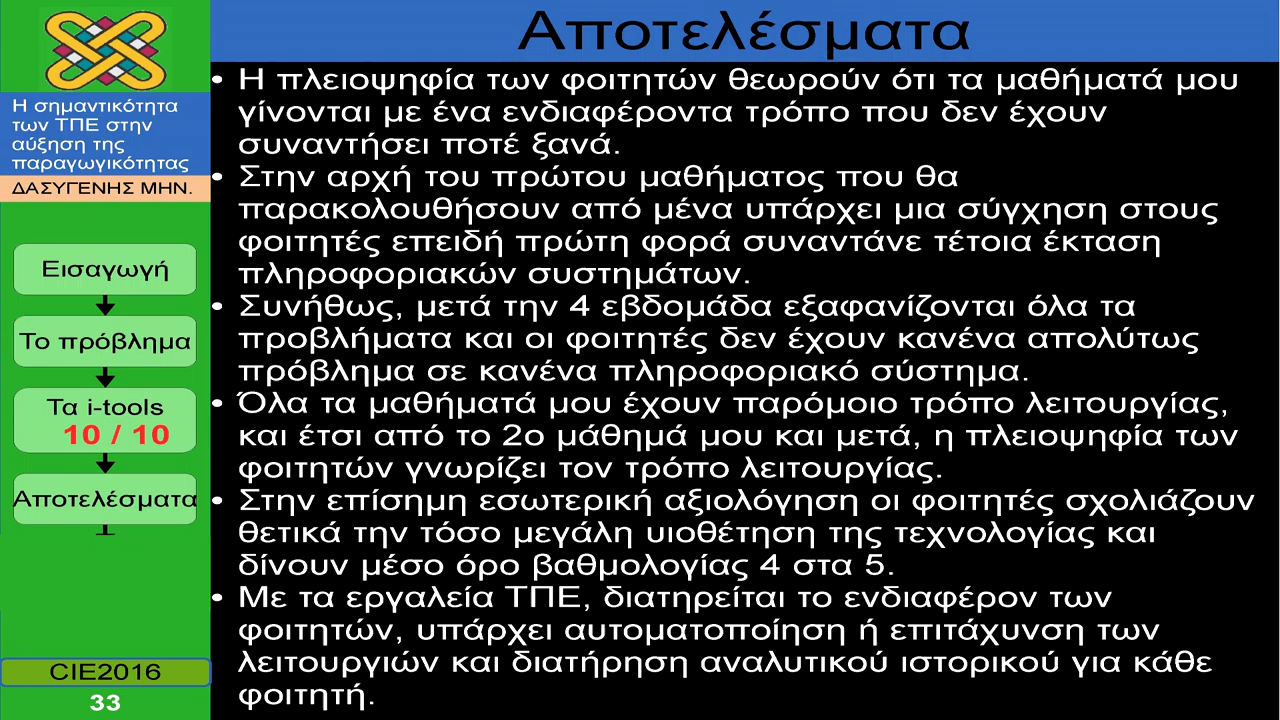 Αποτελέσματα
Η σημαντικότητα
των ΤΠΕ στην
αύξηση της
παραγωγικότητας
ΔΑΣΥΓΕΝΗΣ ΜΗΝ.
Εισαγωγή
Το πρόβλημα
Τα i-tools
10 / 10
Αποτελέσματα
CIE2016
33
• Η πλειοψηφία των φοιτητών θεωρούν ότι τα μαθήματά μου
γίνονται με ένα ενδιαφέροντα τρόπο που δεν έχουν
συναντήσει ποτέ ξανά.
• Στην αρχή του πρώτου μαθήματος που θα
παρακολουθήσουν από μένα υπάρχει μια σύγχηση στους
φοιτητές επειδή πρώτη φορά συναντάνε τέτοια έκταση
πληροφοριακών συστημάτων.
• Συνήθως, μετά την 4 εβδομάδα εξαφανίζονται όλα τα
προβλήματα και οι φοιτητές δεν έχουν κανένα απολύτως
πρόβλημα σε κανένα πληροφοριακό σύστημα.
• Όλα τα μαθήματά μου έχουν παρόμοιο τρόπο λειτουργίας,
και έτσι από το 2ο μάθημά μου και μετά, η πλειοψηφία των
φοιτητών γνωρίζει τον τρόπο λειτουργίας.
• Στην επίσημη εσωτερική αξιολόγηση οι φοιτητές σχολιάζουν
θετικά την τόσο μεγάλη υιοθέτηση της τεχνολογίας και
δίνουν μέσο όρο βαθμολογίας 4 στα 5.
• Με τα εργαλεία ΤΠΕ, διατηρείται το ενδιαφέρον των
φοιτητών, υπάρχει αυτοματοποίηση ή επιτάχυνση των
λειτουργιών και διατήρηση αναλυτικού ιστορικού για κάθε
φοιτητή.